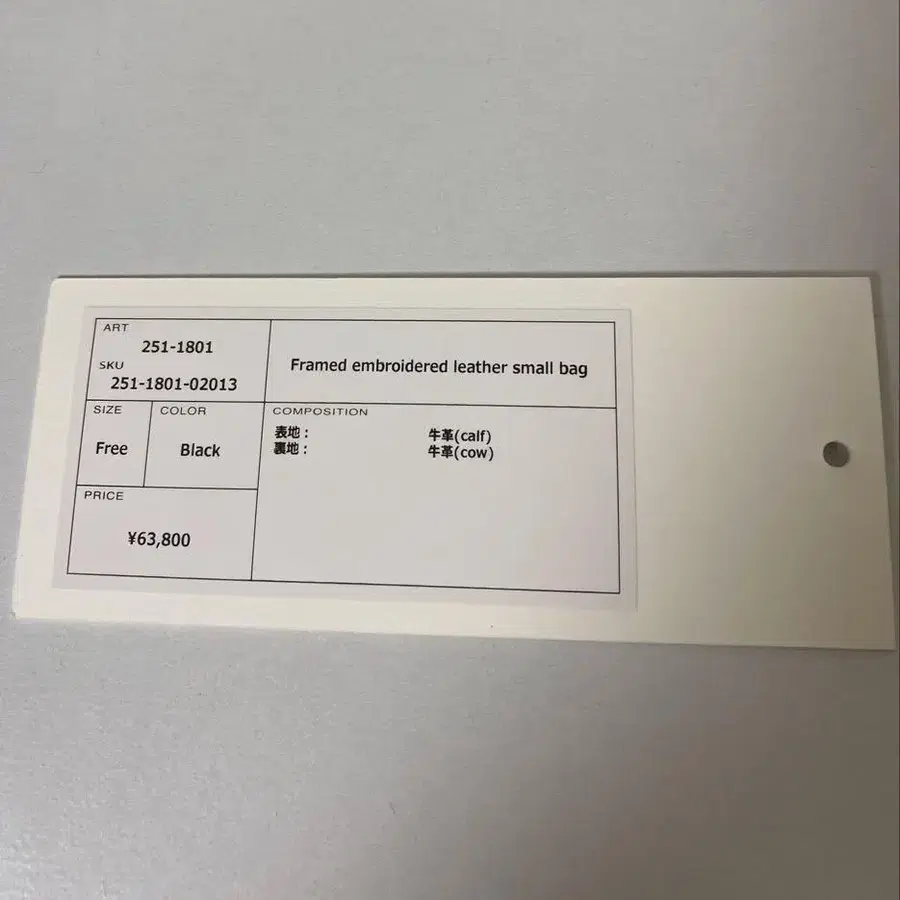 ART
251-1801
SKU
251-1801-02013
Framed embroidered leather small bag
SIZE
Free
COLOR
Black
COMPOSITION
表地： 牛革(calf)
裏地： 牛革(cow)
PRICE
¥63,800